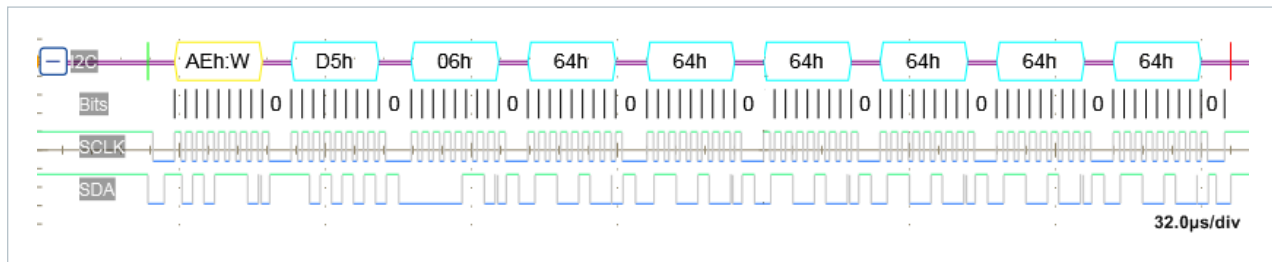 I2C AEh:W D5h 06h 64h 64h 64h 64h 64h 64h
Bits 0 0 0 0 0 0 0 0 0
SCLK
SDA
32.0µs/div